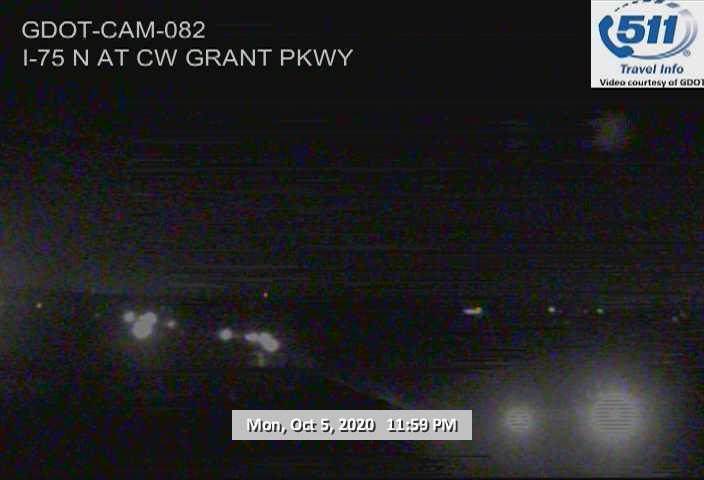 GDOT-CAM-082
I-75 N AT CW GRANT PKWY
511
®
Travel Info
Video courtesy of GDOT
Mon, Oct 5, 2020 11:59 PM